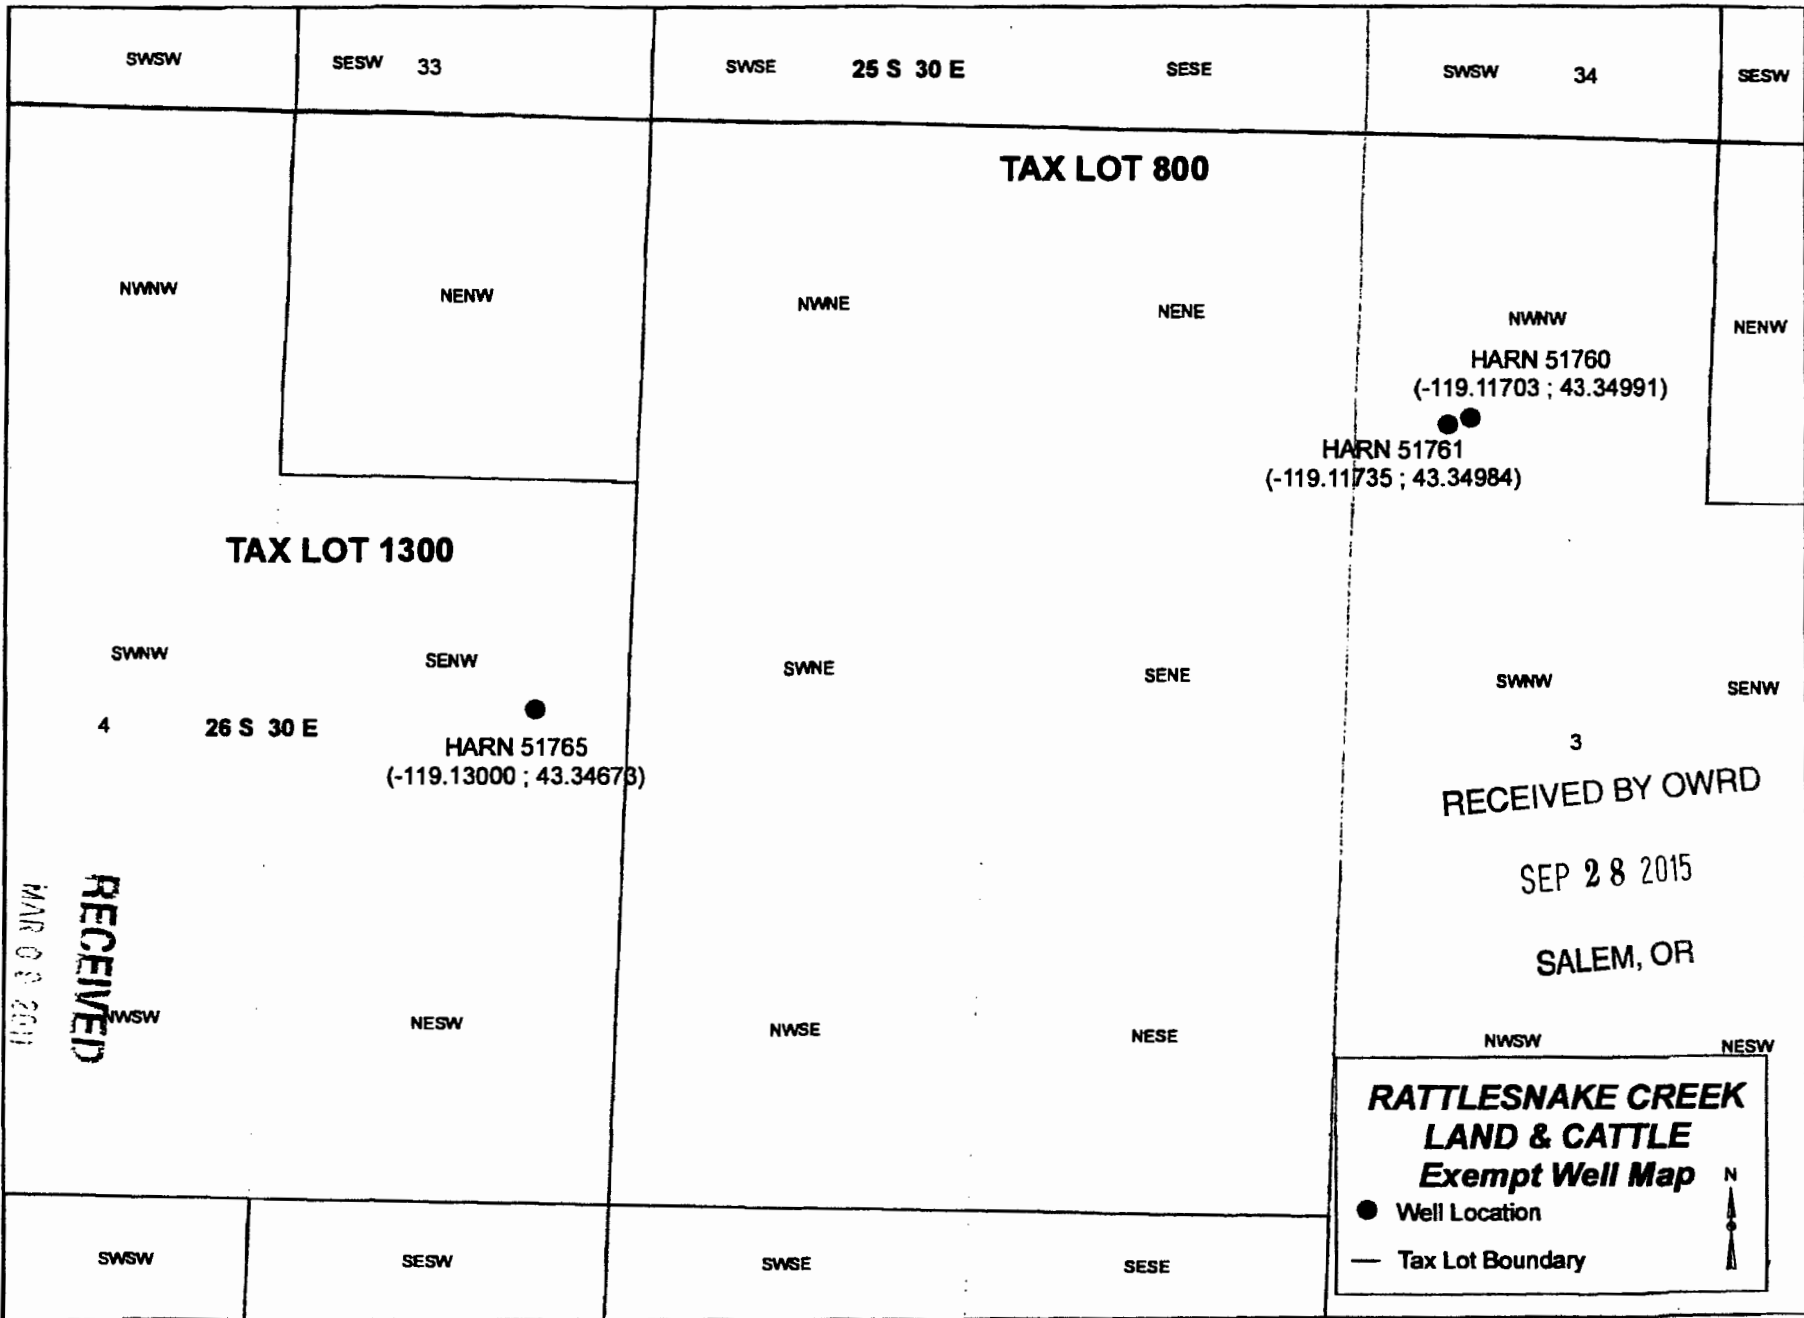 SWSW SESW 33 SWSE 25 S 30 E SESE SWSW 34 SESW
TAX LOT 800
NWNW NENW NWNE NENE NWNW NENW
HARN 51760
(-119.11703 ; 43.34991)
HARN 51761
(-119.11735 ; 43.34984)
TAX LOT 1300
SWNW SENW SWNE SENE SWNW SENW
4 26 S 30 E
HARN 51765
(-119.13000 ; 43.34673)
3
RECEIVED BY OWRD
SEP 28 2015
SALEM, OR
RECEIVED
MAR
NWSW NESW NWSE NESE NWSW NESW
RATTLESNAKE CREEK
LAND & CATTLE
Exempt Well Map
N
Well Location
Tax Lot Boundary
SWSW SESW SWSE SESE